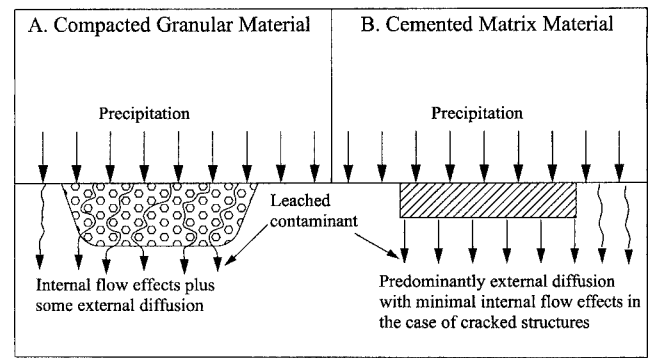 A. Compacted Granular Material
B. Cemented Matrix Material
Precipitation
Precipitation
Leached
contaminant
Internal flow effects plus
some external diffusion
Predominantly external diffusion
with minimal internal flow effects in
the case of cracked structures